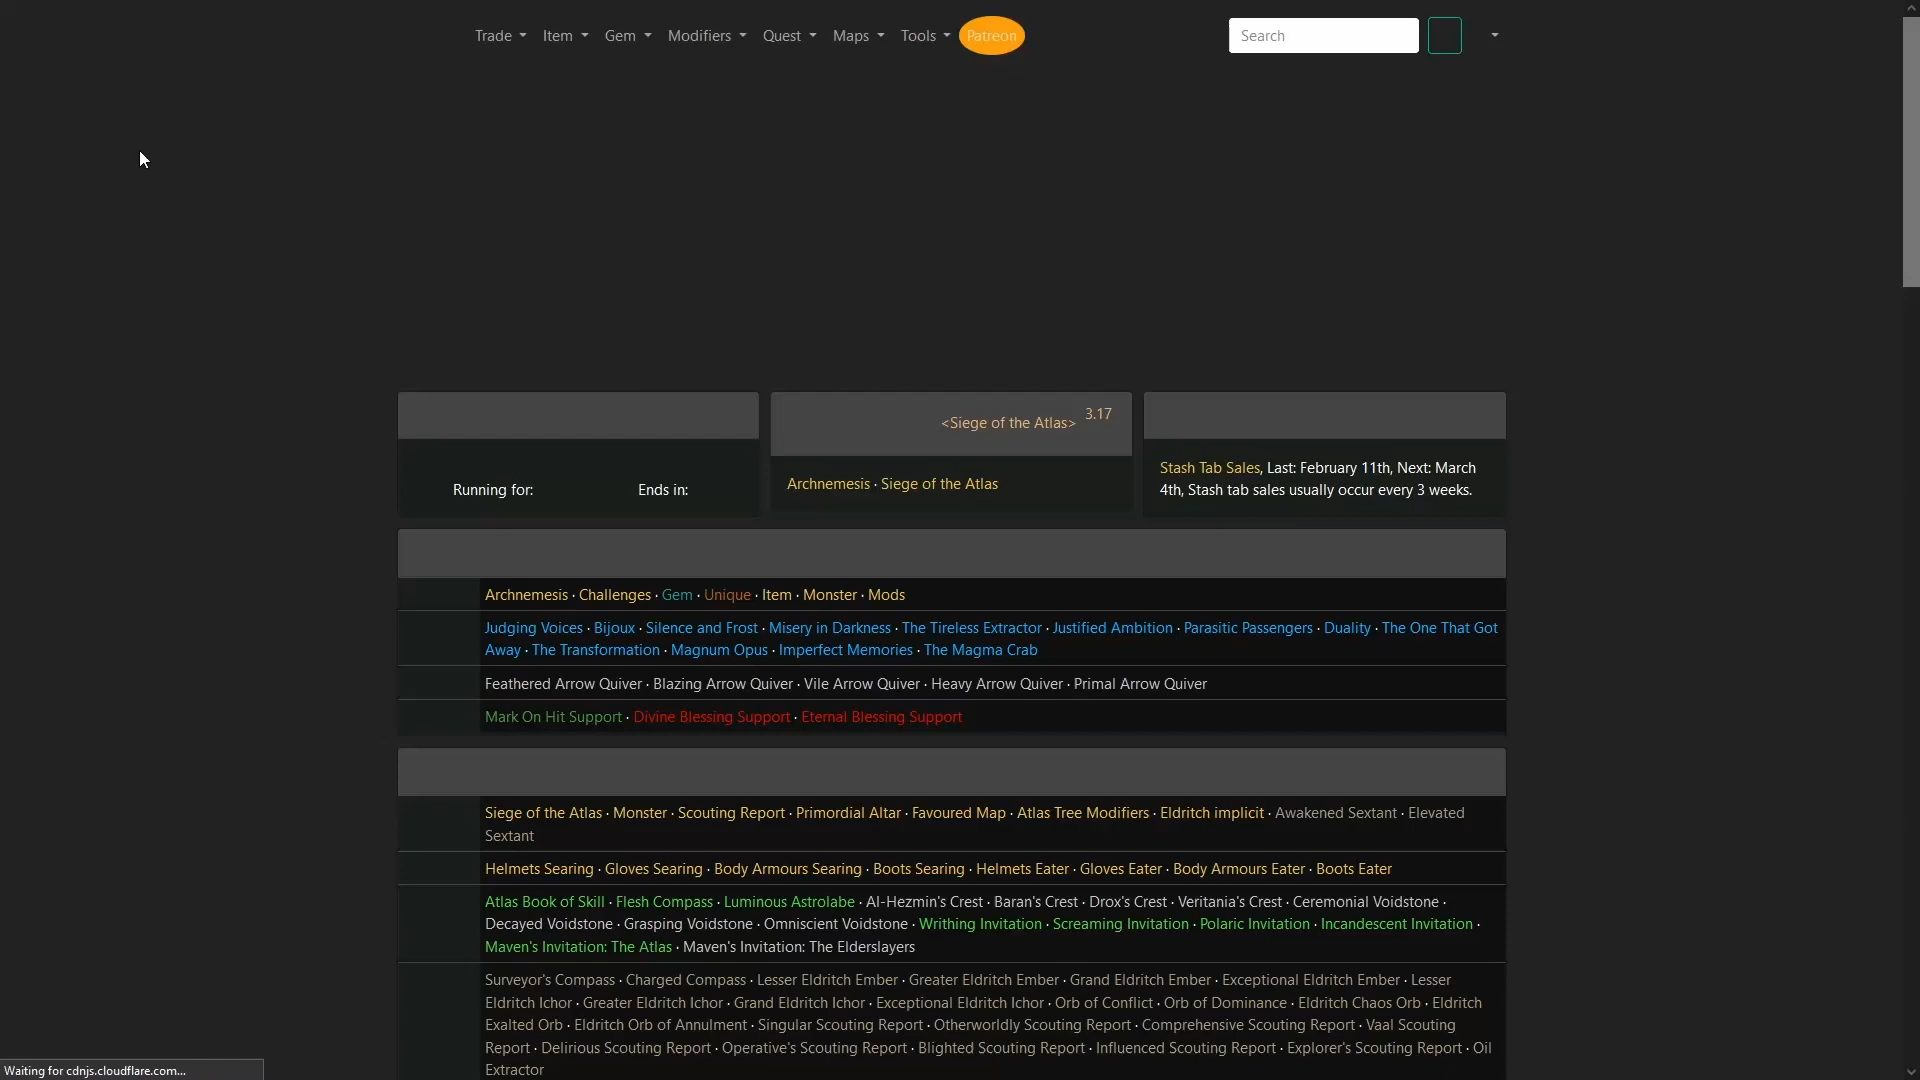 Trade Item Gem Modifiers Quest Maps Tools Patreon Search
<Siege of the Atlas> 3.17
Running for: Ends in:
Archnemesis · Siege of the Atlas
Stash Tab Sales, Last: February 11th, Next: March
4th, Stash tab sales usually occur every 3 weeks.
Archnemesis · Challenges · Gem · Unique · Item · Monster · Mods
Judging Voices · Bijoux · Silence and Frost · Misery in Darkness · The Tireless Extractor · Justified Ambition · Parasitic Passengers · Duality · The One That Got
Away · The Transformation · Magnum Opus · Imperfect Memories · The Magma Crab
Feathered Arrow Quiver · Blazing Arrow Quiver · Vile Arrow Quiver · Heavy Arrow Quiver · Primal Arrow Quiver
Mark On Hit Support · Divine Blessing Support · Eternal Blessing Support
Siege of the Atlas · Monster · Scouting Report · Primordial Altar · Favoured Map · Atlas Tree Modifiers · Eldritch implicit · Awakened Sextant · Elevated
Sextant
Helmets Searing · Gloves Searing · Body Armours Searing · Boots Searing · Helmets Eater · Gloves Eater · Body Armours Eater · Boots Eater
Atlas Book of Skill · Flesh Compass · Luminous Astrolabe · Al-Hezmin's Crest · Baran's Crest · Drox's Crest · Veritania's Crest · Ceremonial Voidstone ·
Decayed Voidstone · Grasping Voidstone · Omniscient Voidstone · Writhing Invitation · Screaming Invitation · Polaric Invitation · Incandescent Invitation ·
Maven's Invitation: The Atlas · Maven's Invitation: The Elderslayers
Surveyor's Compass · Charged Compass · Lesser Eldritch Ember · Greater Eldritch Ember · Grand Eldritch Ember · Exceptional Eldritch Ember · Lesser
Eldritch Ichor · Greater Eldritch Ichor · Grand Eldritch Ichor · Exceptional Eldritch Ichor · Orb of Conflict · Orb of Dominance · Eldritch Chaos Orb · Eldritch
Exalted Orb · Eldritch Orb of Annulment · Singular Scouting Report · Otherworldly Scouting Report · Comprehensive Scouting Report · Vaal Scouting
Report · Delirious Scouting Report · Operative's Scouting Report · Blighted Scouting Report · Influenced Scouting Report · Explorer's Scouting Report · Oil
Extractor
Waiting for cdnjs.cloudflare.com...